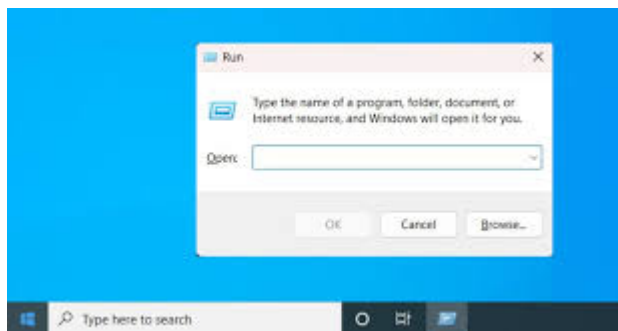 Run
Type the name of a program, folder, document, or
Internet resource, and Windows will open it for you.
Open:
OK Cancel Browse...
Type here to search